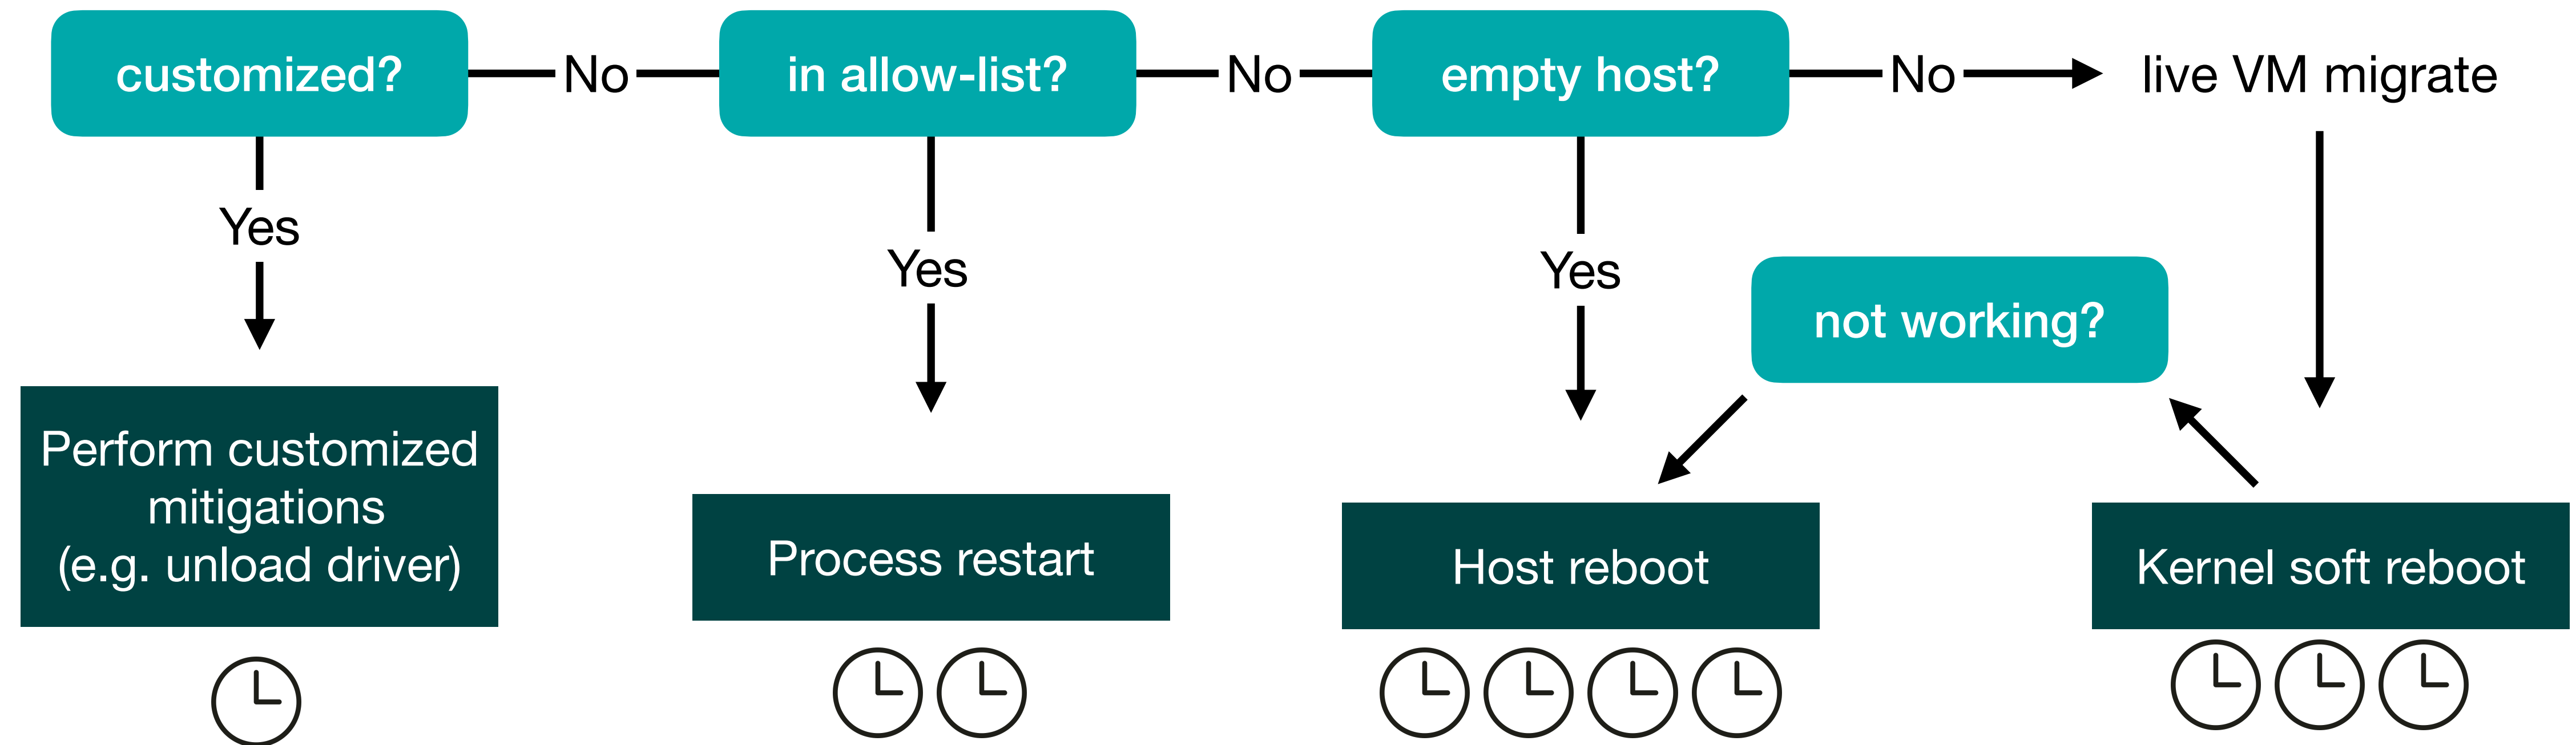 customized?
No
in allow-list?
No
empty host?
No
live VM migrate
Yes
Yes
Yes
not working?
Perform customized
mitigations
(e.g. unload driver)
Process restart
Host reboot
Kernel soft reboot